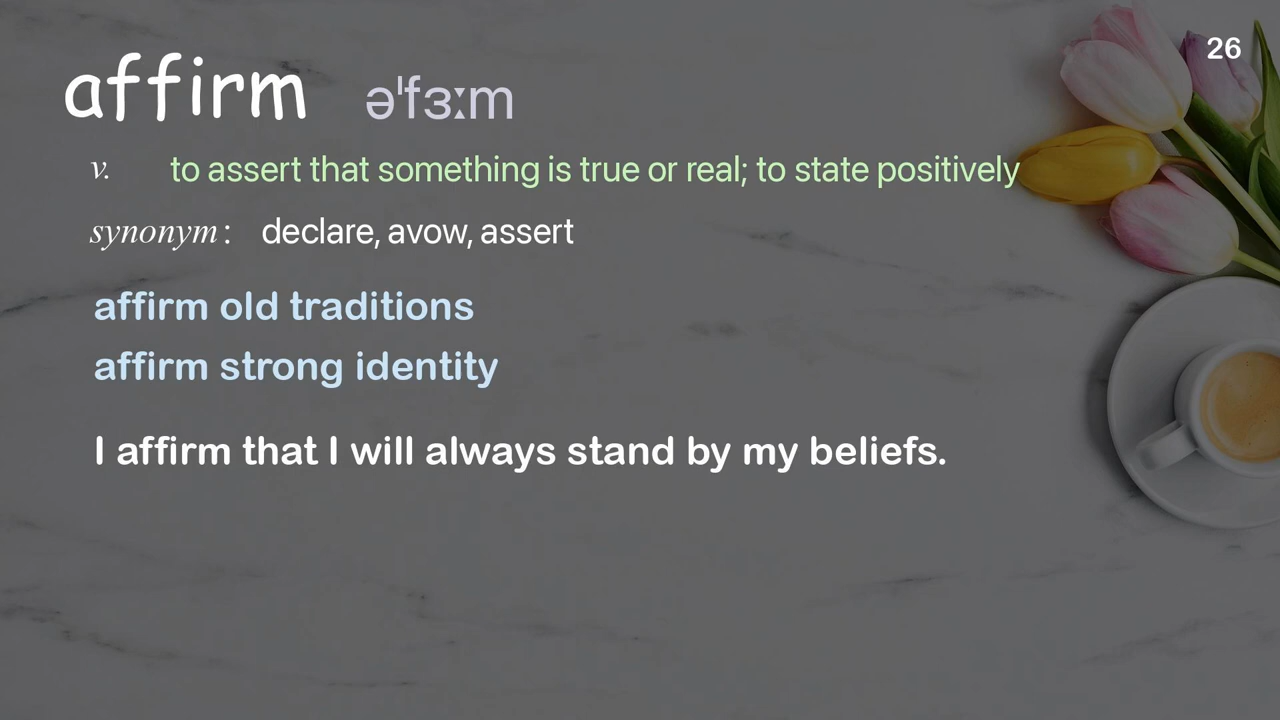 26
affirm əˈfɜːm
v. to assert that something is true or real; to state positively
synonym: declare, avow, assert
affirm old traditions
affirm strong identity
I affirm that I will always stand by my beliefs.